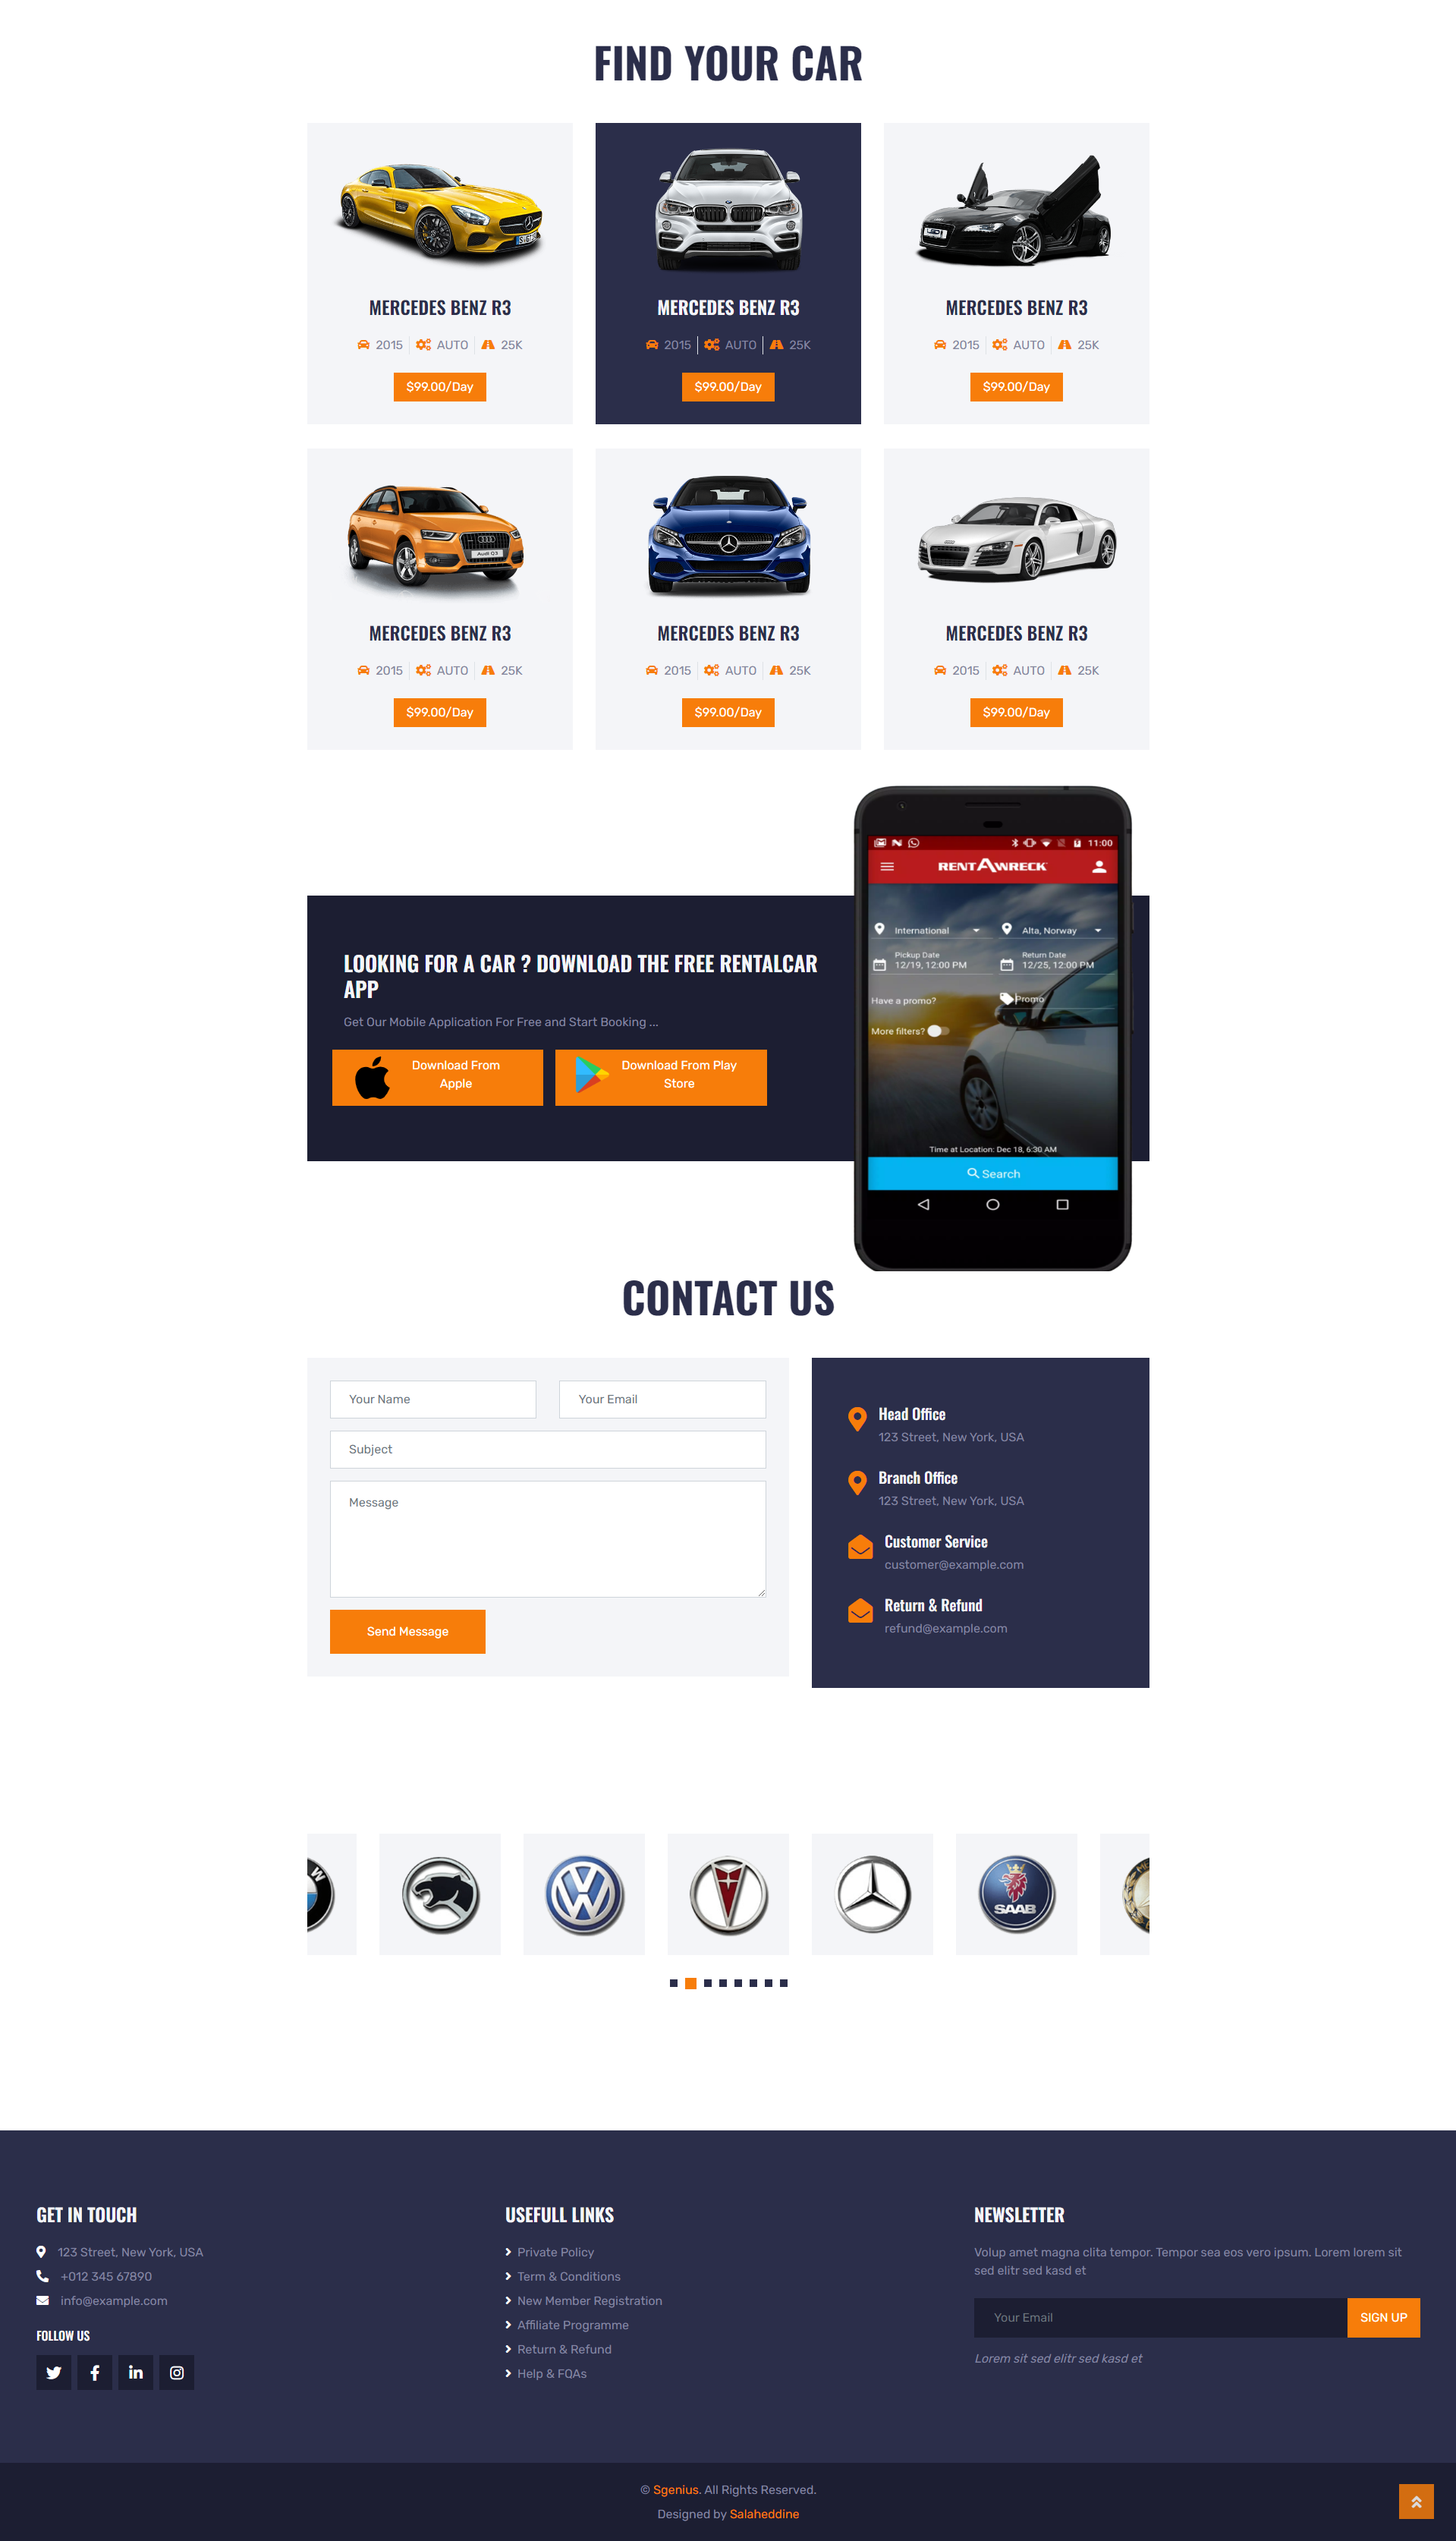 FIND YOUR CAR
MERCEDES BENZ R3
2015 AUTO 25K
$99.00/Day
MERCEDES BENZ R3
2015 AUTO 25K
$99.00/Day
MERCEDES BENZ R3
2015 AUTO 25K
$99.00/Day
Audi Q3
MERCEDES BENZ R3
2015 AUTO 25K
$99.00/Day
MERCEDES BENZ R3
2015 AUTO 25K
$99.00/Day
MERCEDES BENZ R3
2015 AUTO 25K
$99.00/Day
LOOKING FOR A CAR ? DOWNLOAD THE FREE RENTALCAR
APP
Get Our Mobile Application For Free and Start Booking ...
Download From
Apple
Download From Play
Store
11:00
RENTAWRECK
International
Alta, Norway
Pickup Date
12/19, 12:00 PM
Return Date
12/25, 12:00 PM
Have a promo?
Promo
More filters?
Time at Location: Dec 18, 6:30 AM
Search
CONTACT US
Your Name
Your Email
Subject
Message
Send Message
Head Office
123 Street, New York, USA
Branch Office
123 Street, New York, USA
Customer Service
customer@example.com
Return & Refund
refund@example.com
W
SAAB
GET IN TOUCH
123 Street, New York, USA
+012 345 67890
info@example.com
FOLLOW US
USEFULL LINKS
Private Policy
Term & Conditions
New Member Registration
Affiliate Programme
Return & Refund
Help & FQAs
NEWSLETTER
Volup amet magna clita tempor. Tempor sea eos vero ipsum. Lorem lorem sit
sed elitr sed kasd et
Your Email
SIGN UP
Lorem sit sed elitr sed kasd et
© Sgenius. All Rights Reserved.
Designed by Salaheddine